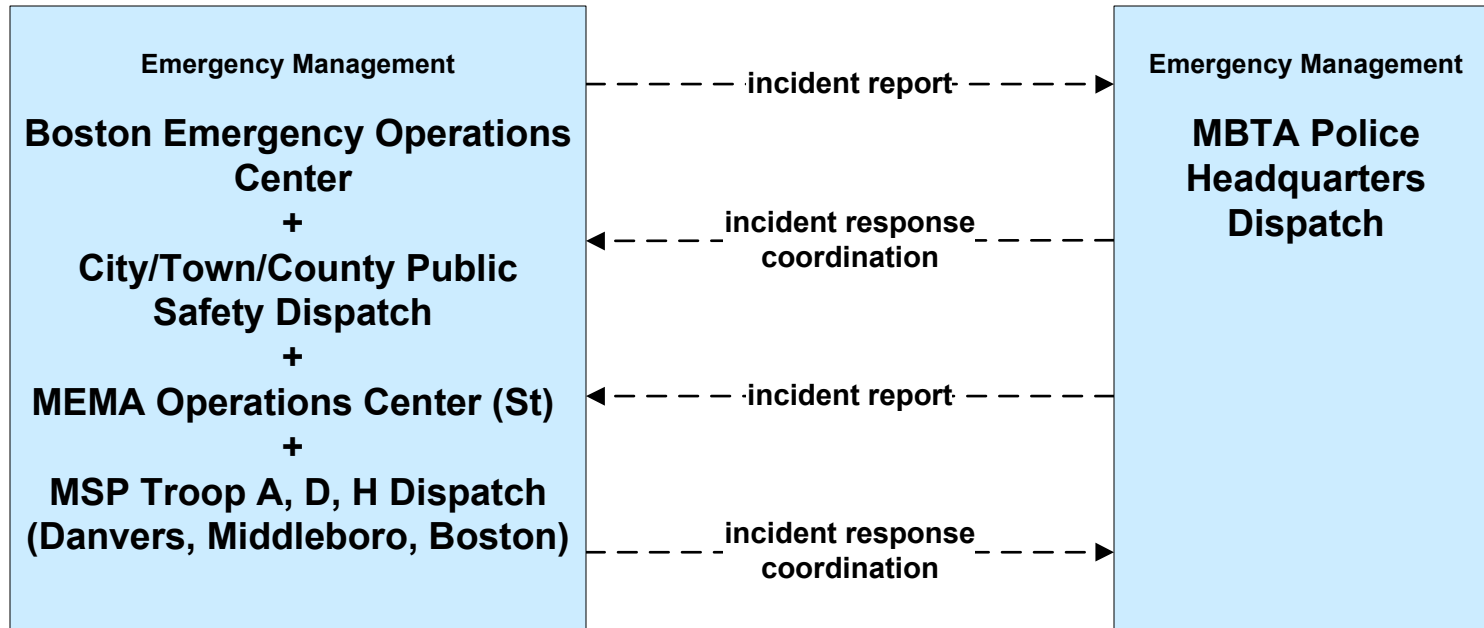 Emergency Management
Boston Emergency Operations
Center
+
City/Town/County Public
Safety Dispatch
+
MEMA Operations Center (St)
+
MSP Troop A, D, H Dispatch
(Danvers, Middleboro, Boston)
incident report
incident response
coordination
incident report
incident response
coordination
Emergency Management
MBTA Police
Headquarters
Dispatch